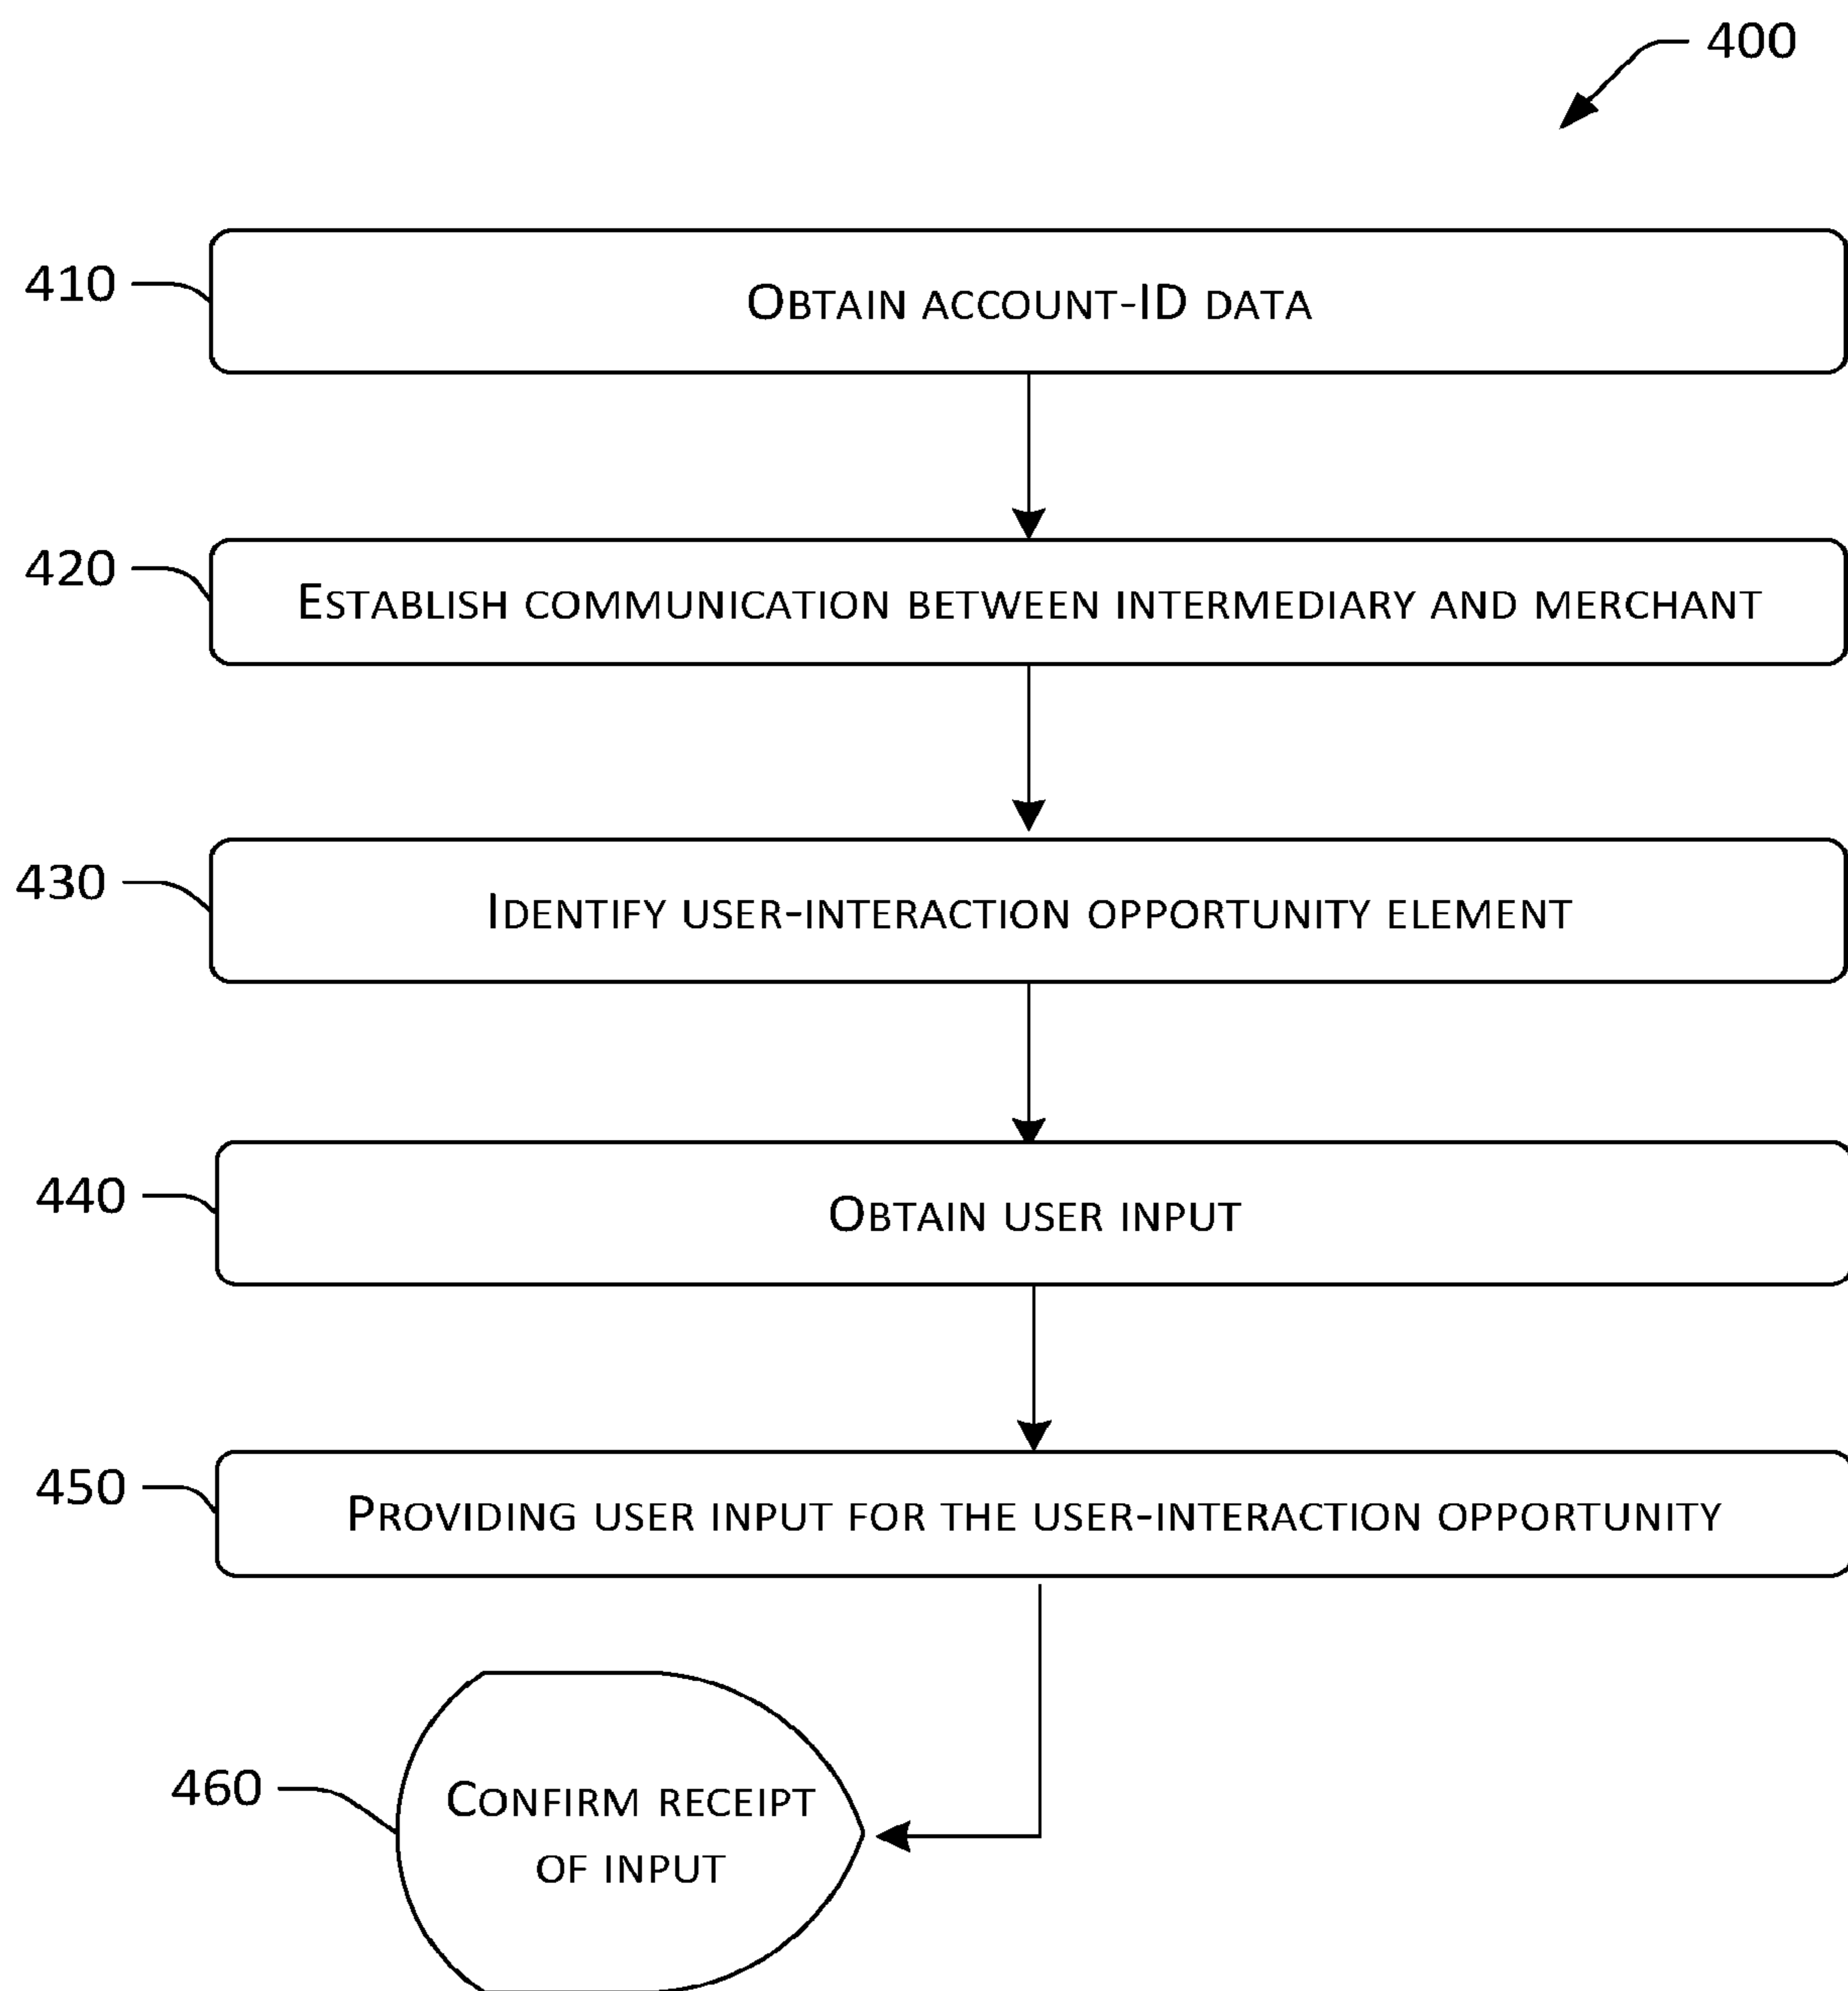 400
410
OBTAIN ACCOUNT-ID DATA
420
ESTABLISH COMMUNICATION BETWEEN INTERMEDIARY AND MERCHANT
430
IDENTIFY USER-INTERACTION OPPORTUNITY ELEMENT
440
OBTAIN USER INPUT
450
PROVIDING USER INPUT FOR THE USER-INTERACTION OPPORTUNITY
460
CONFIRM RECEIPT
OF INPUT